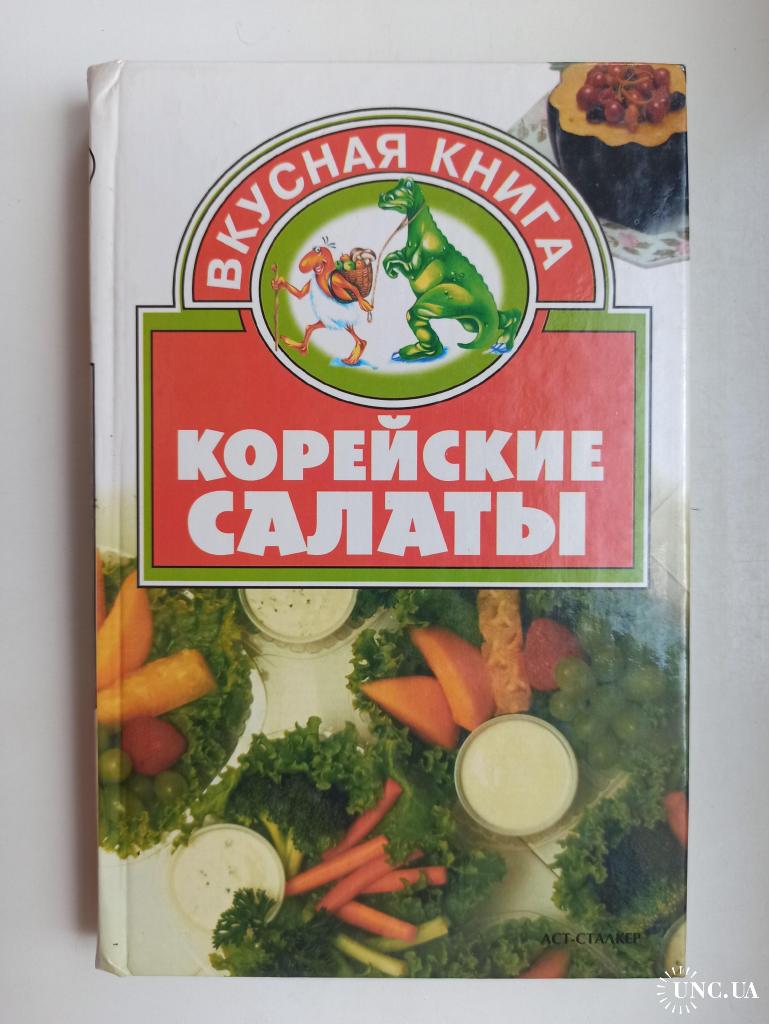 ВКУСНАЯ КНИГА
КОРЕЙСКИЕ
САЛАТЫ
АСТ-СТАЛКЕР
UNC.UA